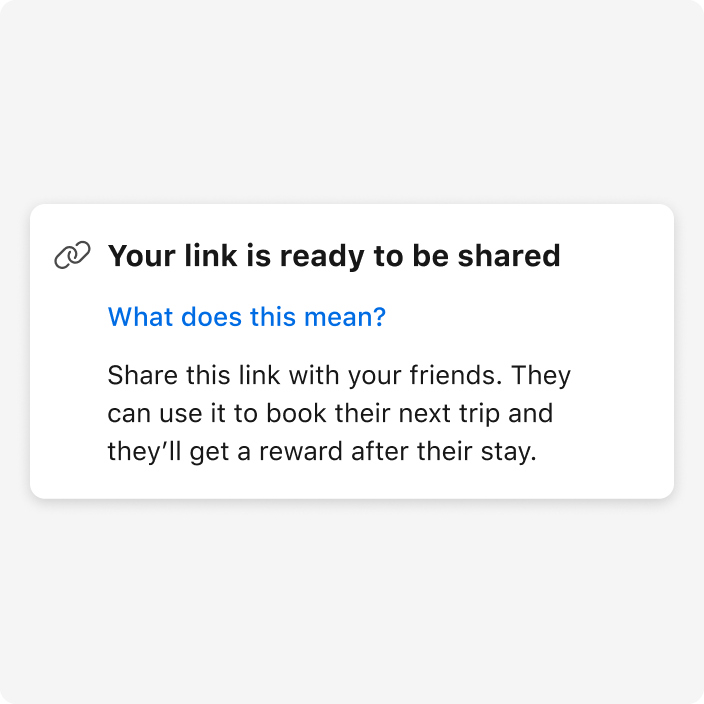 Your link is ready to be shared
What does this mean?
Share this link with your friends. They
can use it to book their next trip and
they’ll get a reward after their stay.